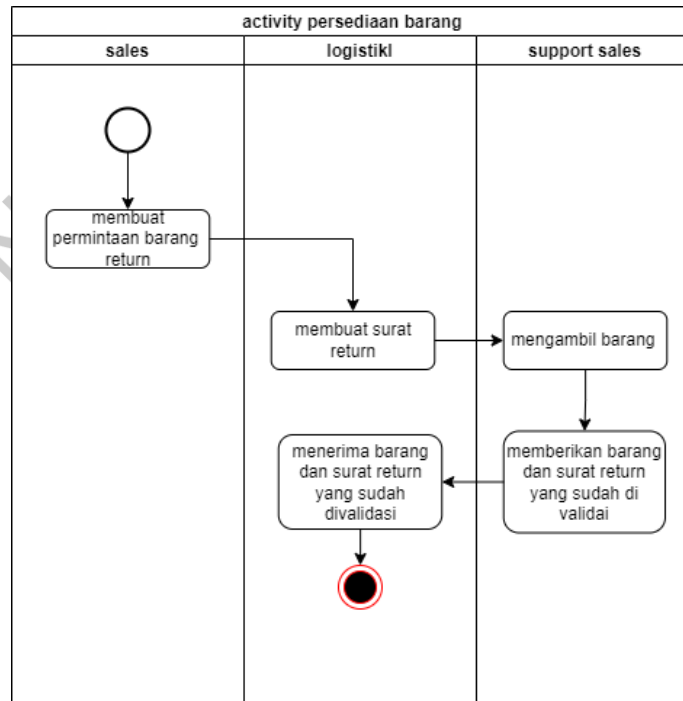 activity persediaan barang
sales
logistikl
support sales
membuat
permintaan barang
return
membuat surat
return
mengambil barang
menerima barang
dan surat return
yang sudah
divalidasi
memberikan barang
dan surat return
yang sudah di
validai